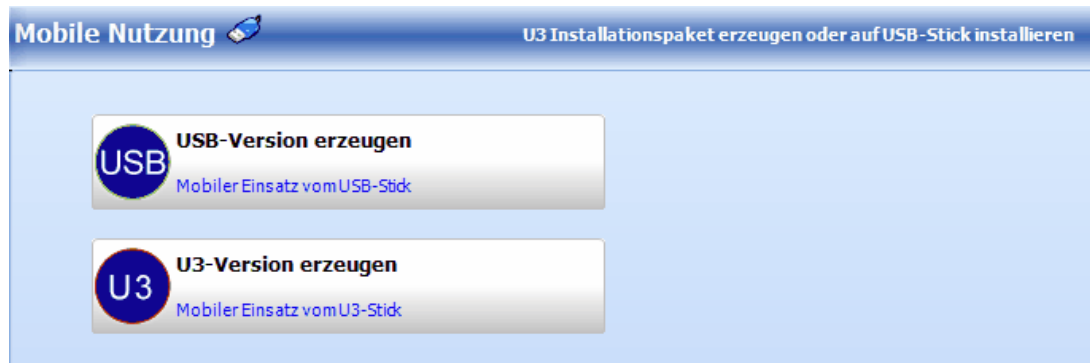 Mobile Nutzung
U3 Installationspaket erzeugen oder auf USB-Stick installieren
USB
USB-Version erzeugen
Mobiler Einsatz vom USB-Stick
U3
U3-Version erzeugen
Mobiler Einsatz vom U3-Stick